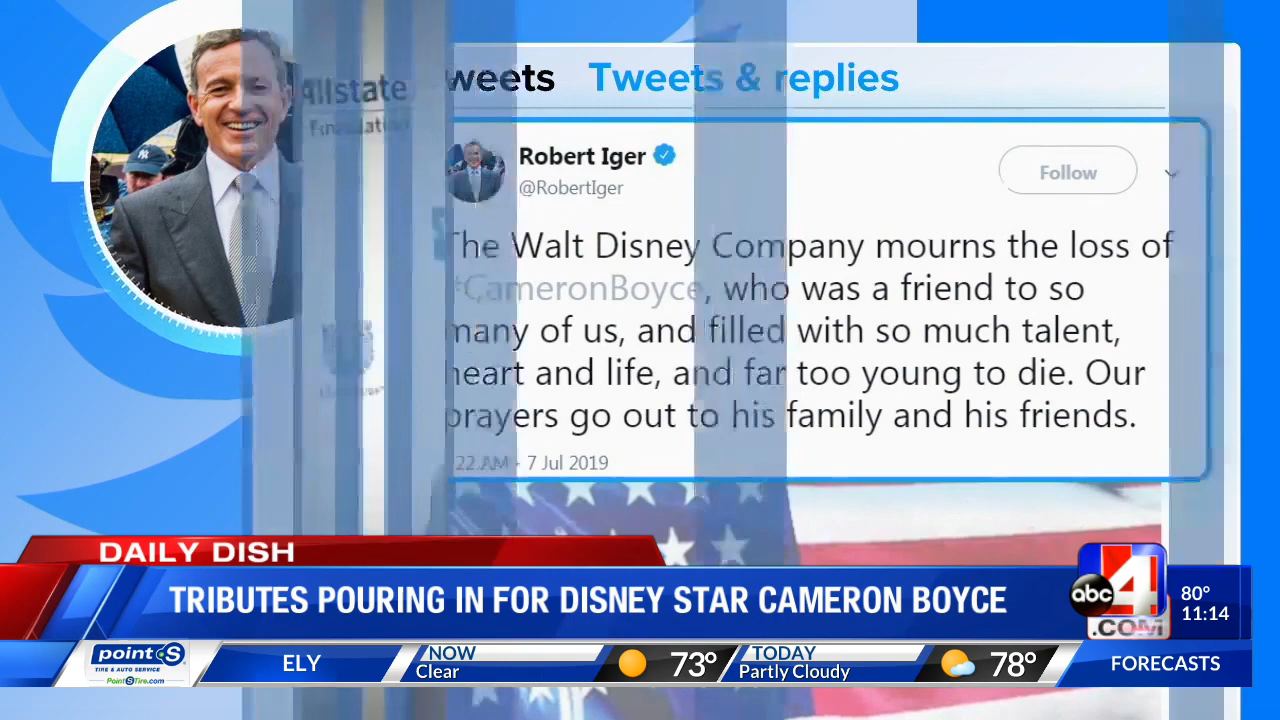 Allstate
Foundation
weets Tweets & replies
Robert Iger
@RobertIger
Follow
The Walt Disney Company mourns the loss of
#CameronBoyce, who was a friend to so
many of us, and filled with so much talent,
heart and life, and far too young to die. Our
prayers go out to his family and his friends.
22 AM - 7 Jul 2019
DAILY DISH
TRIBUTES POURING IN FOR DISNEY STAR CAMERON BOYCE
abc 4
.COM
80°
11:14
point S
TIRE & AUTO SERVICE
PointSTire.com
ELY
NOW
Clear
73°
TODAY
Partly Cloudy
78°
FORECASTS